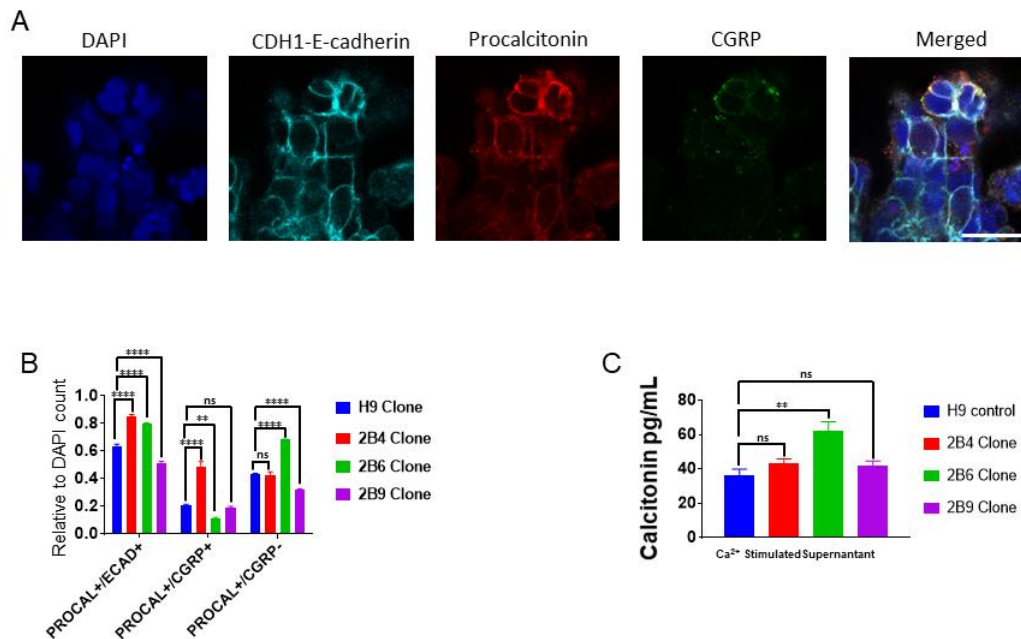 A
DAPI
CDH1-E-cadherin
Procalcitonin
CGRP
Merged
B
Relative to DAPI count
1.0
0.8
0.6
0.4
0.2
0.0
****
****
****
ns
**
****
****
****
ns
PROCAL+/ECAD+
PROCAL+/CGRP+
PROCAL+/CGRP-
H9 Clone
2B4 Clone
2B6 Clone
2B9 Clone
C
Calcitonin pg/mL
80
60
40
20
0
ns
**
ns
Ca²⁺ Stimulated Supernantant
H9 control
2B4 Clone
2B6 Clone
2B9 Clone